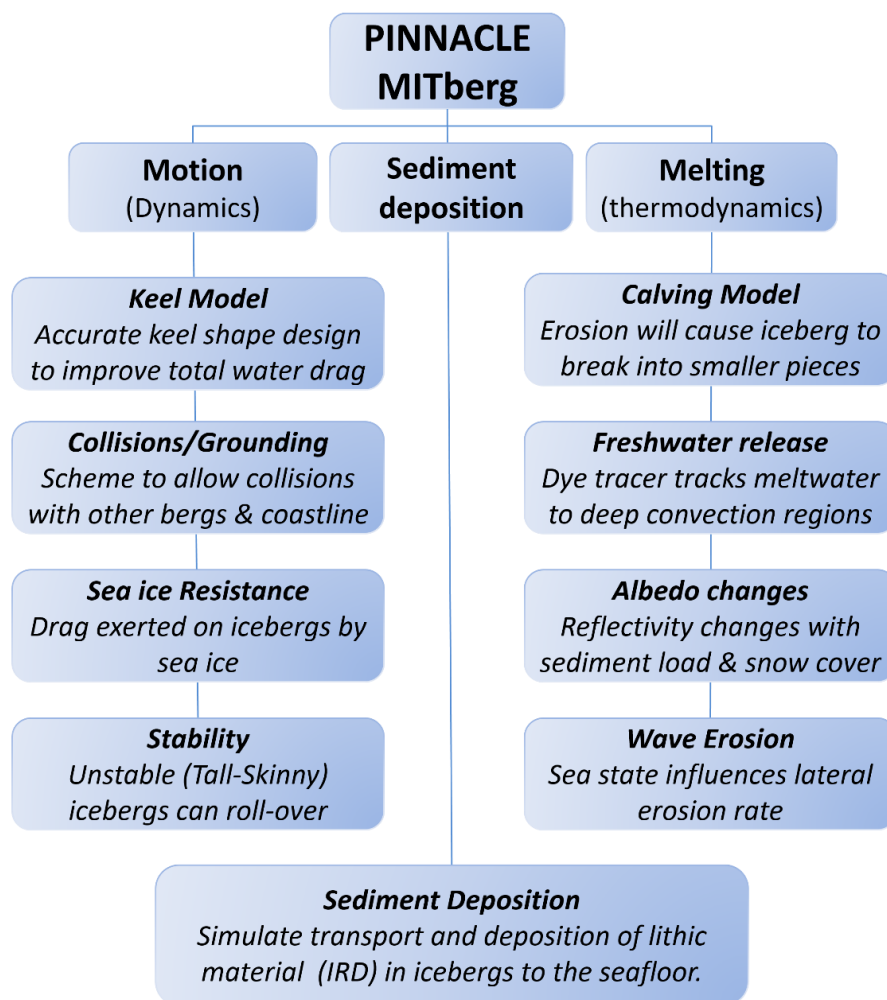 PINNACLE
MITberg
Motion
(Dynamics)
Sediment
deposition
Melting
(thermodynamics)
Keel Model
Accurate keel shape design
to improve total water drag
Collisions/Grounding
Scheme to allow collisions
with other bergs & coastline
Sea ice Resistance
Drag exerted on icebergs by
sea ice
Stability
Unstable (Tall-Skinny)
icebergs can roll-over
Calving Model
Erosion will cause iceberg to
break into smaller pieces
Freshwater release
Dye tracer tracks meltwater
to deep convection regions
Albedo changes
Reflectivity changes with
sediment load & snow cover
Wave Erosion
Sea state influences lateral
erosion rate
Sediment Deposition
Simulate transport and deposition of lithic
material (IRD) in icebergs to the seafloor.